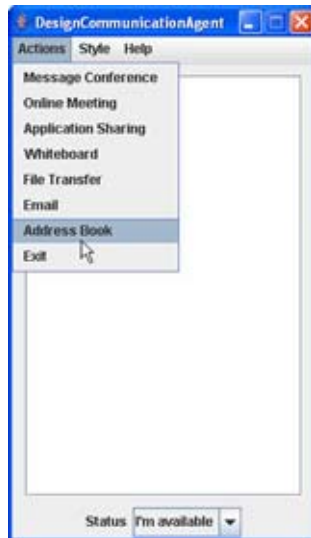 DesignCommunicationAgent
Actions Style Help
Message Conference
Online Meeting
Application Sharing
Whiteboard
File Transfer
Email
Address Book
Exit
Status I'm available